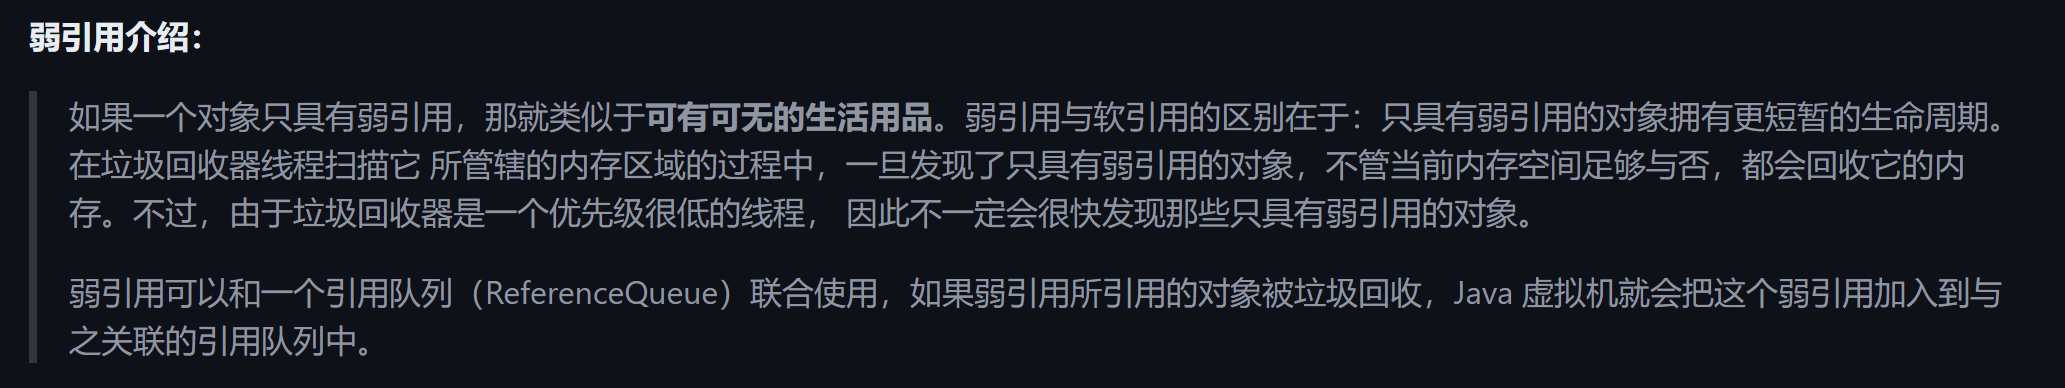 弱引用介绍：
如果一个对象只具有弱引用，那就类似于可有可无的生活用品。弱引用与软引用的区别在于：只具有弱引用的对象拥有更短暂的生命周期。
在垃圾回收器线程扫描它 所管辖的内存区域的过程中，一旦发现了只具有弱引用的对象，不管当前内存空间足够与否，都会回收它的内
存。不过，由于垃圾回收器是一个优先级很低的线程， 因此不一定会很快发现那些只具有弱引用的对象。
弱引用可以和一个引用队列（ReferenceQueue）联合使用，如果弱引用所引用的对象被垃圾回收，Java 虚拟机就会把这个弱引用加入到与
之关联的引用队列中。